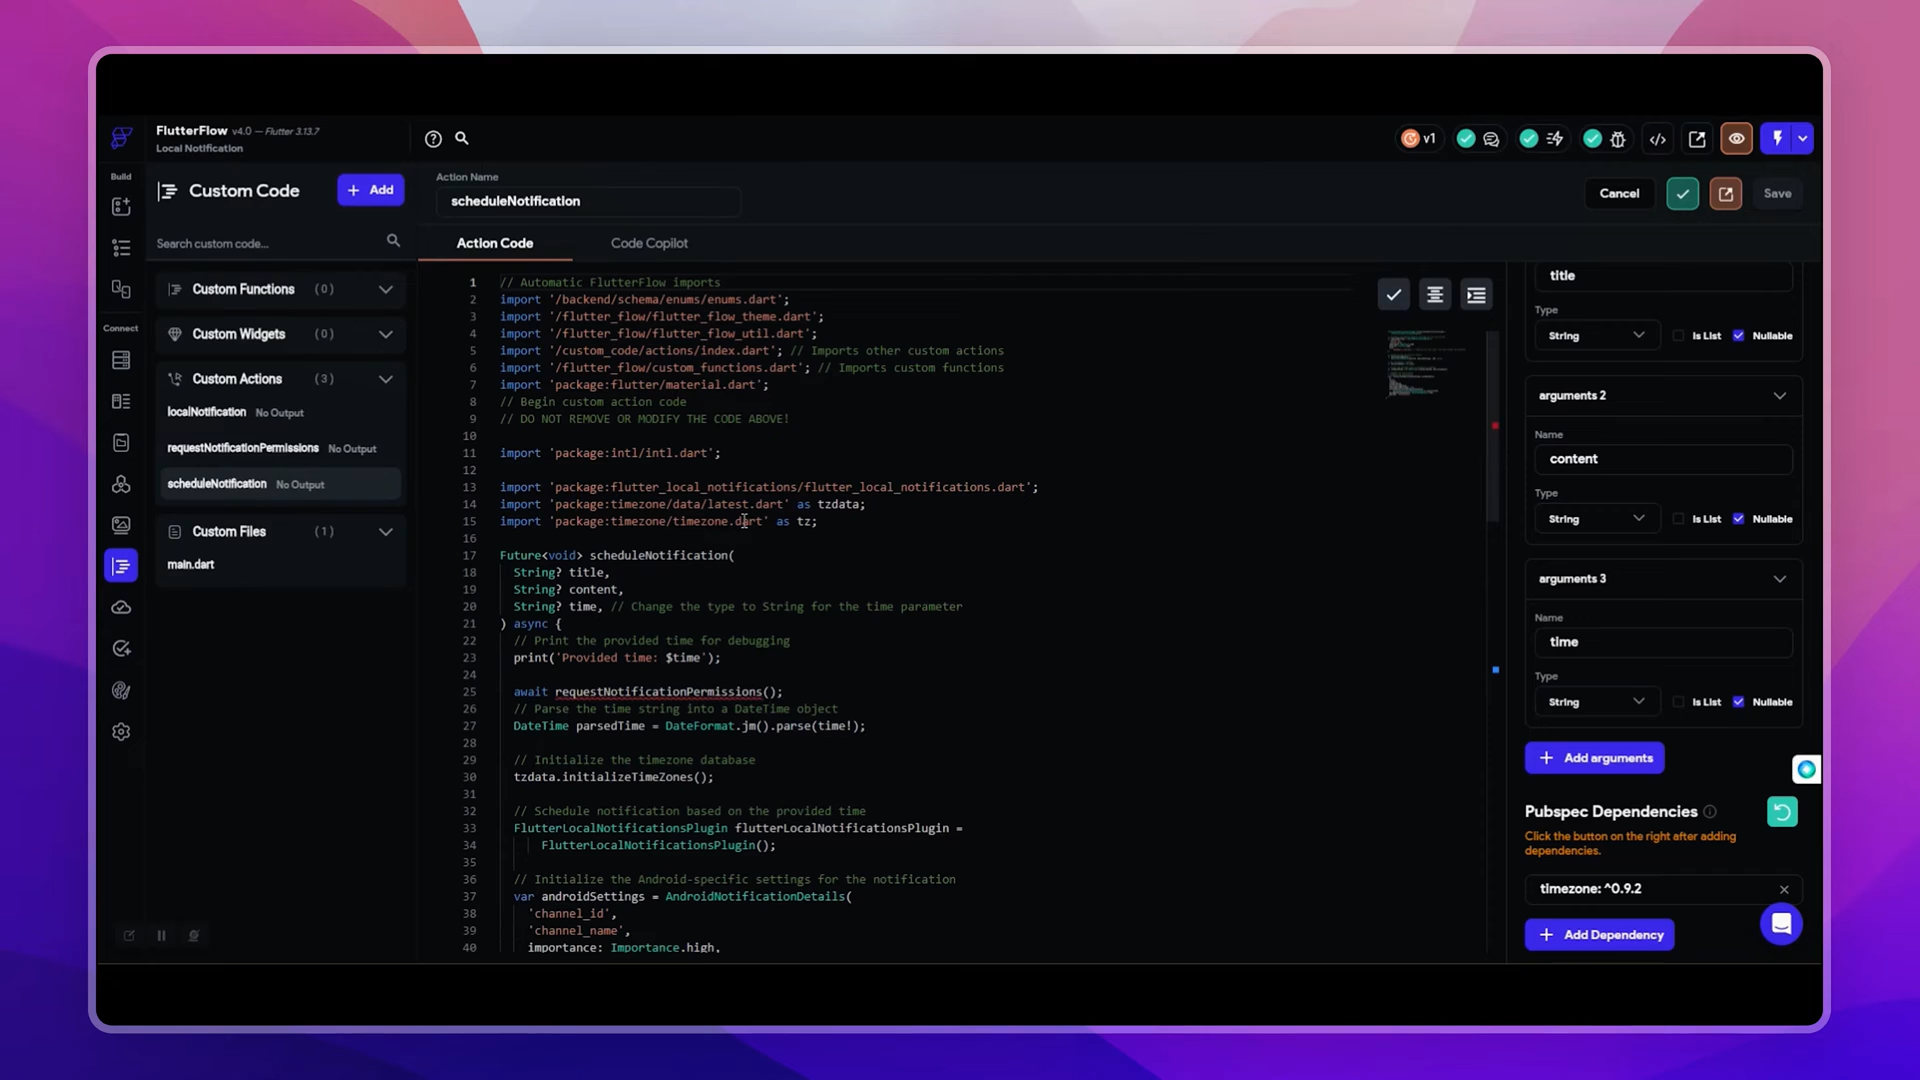 FlutterFlow v4.0 — Flutter 3.13.7
Local Notification
v1
Build
Connect
Custom Code
+ Add
Search custom code...
Custom Functions (0)
Custom Widgets (0)
Custom Actions (3)
localNotification No Output
requestNotificationPermissions No Output
scheduleNotification No Output
Custom Files (1)
main.dart
Action Name
scheduleNotification
Cancel
Save
Action Code
Code Copilot
1 // Automatic FlutterFlow imports
2 import '/backend/schema/enums/enums.dart';
3 import '/flutter_flow/flutter_flow_theme.dart';
4 import '/flutter_flow/flutter_flow_util.dart';
5 import '/custom_code/actions/index.dart'; // Imports other custom actions
6 import '/flutter_flow/custom_functions.dart'; // Imports custom functions
7 import 'package:flutter/material.dart';
8 // Begin custom action code
9 // DO NOT REMOVE OR MODIFY THE CODE ABOVE!
10
11 import 'package:intl/intl.dart';
12
13 import 'package:flutter_local_notifications/flutter_local_notifications.dart';
14 import 'package:timezone/data/latest.dart' as tzdata;
15 import 'package:timezone/timezone.dart' as tz;
16
17 Future<void> scheduleNotification(
18 String? title,
19 String? content,
20 String? time, // Change the type to String for the time parameter
21 ) async {
22 // Print the provided time for debugging
23 print('Provided time: $time');
24
25 await requestNotificationPermissions();
26 // Parse the time string into a DateTime object
27 DateTime parsedTime = DateFormat.jm().parse(time!);
28
29 // Initialize the timezone database
30 tzdata.initializeTimeZones();
31
32 // Schedule notification based on the provided time
33 FlutterLocalNotificationsPlugin flutterLocalNotificationsPlugin =
34 FlutterLocalNotificationsPlugin();
35
36 // Initialize the Android-specific settings for the notification
37 var androidSettings = AndroidNotificationDetails(
38 'channel_id',
39 'channel_name',
40 importance: Importance.high,
title
Type
String Is List Nullable
arguments 2
Name
content
Type
String Is List Nullable
arguments 3
Name
time
Type
String Is List Nullable
+ Add arguments
Pubspec Dependencies
Click the button on the right after adding
dependencies.
timezone: ^0.9.2
+ Add Dependency